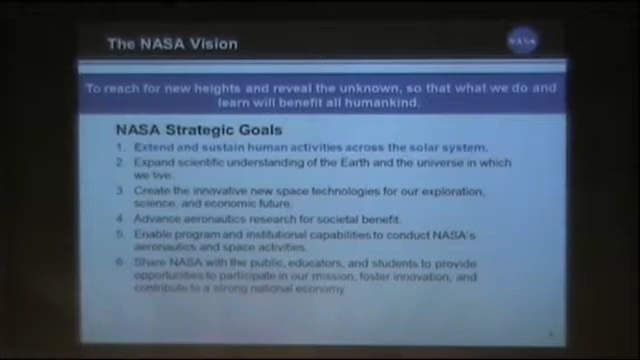 The NASA Vision
NASA
To reach for new heights and reveal the unknown, so that what we do and
learn will benefit all humankind.
NASA Strategic Goals
1. Extend and sustain human activities across the solar system.
2. Expand scientific understanding of the Earth and the universe in which
we live.
3. Create the innovative new space technologies for our exploration,
science, and economic future.
4. Advance aeronautics research for societal benefit.
5. Enable program and institutional capabilities to conduct NASA's
aeronautics and space activities.
6. Share NASA with the public, educators, and students to provide
opportunities to participate in our mission, foster innovation, and
contribute to a strong national economy.